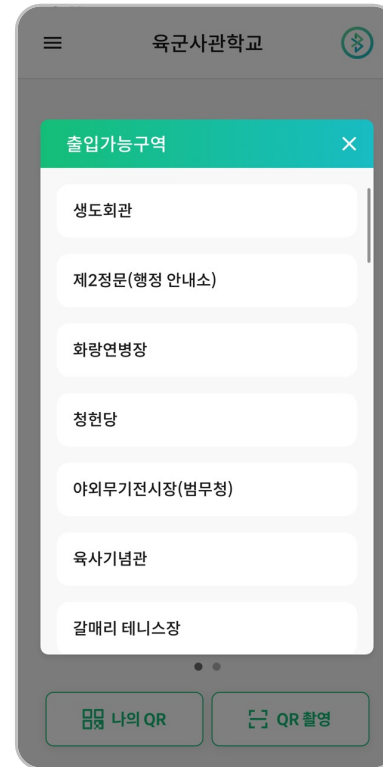 육군사관학교
출입가능구역
생도회관
제2정문(행정 안내소)
화랑연병장
청헌당
야외무기전시장(범무청)
육사기념관
갈매리 테니스장
나의 QR
QR 촬영